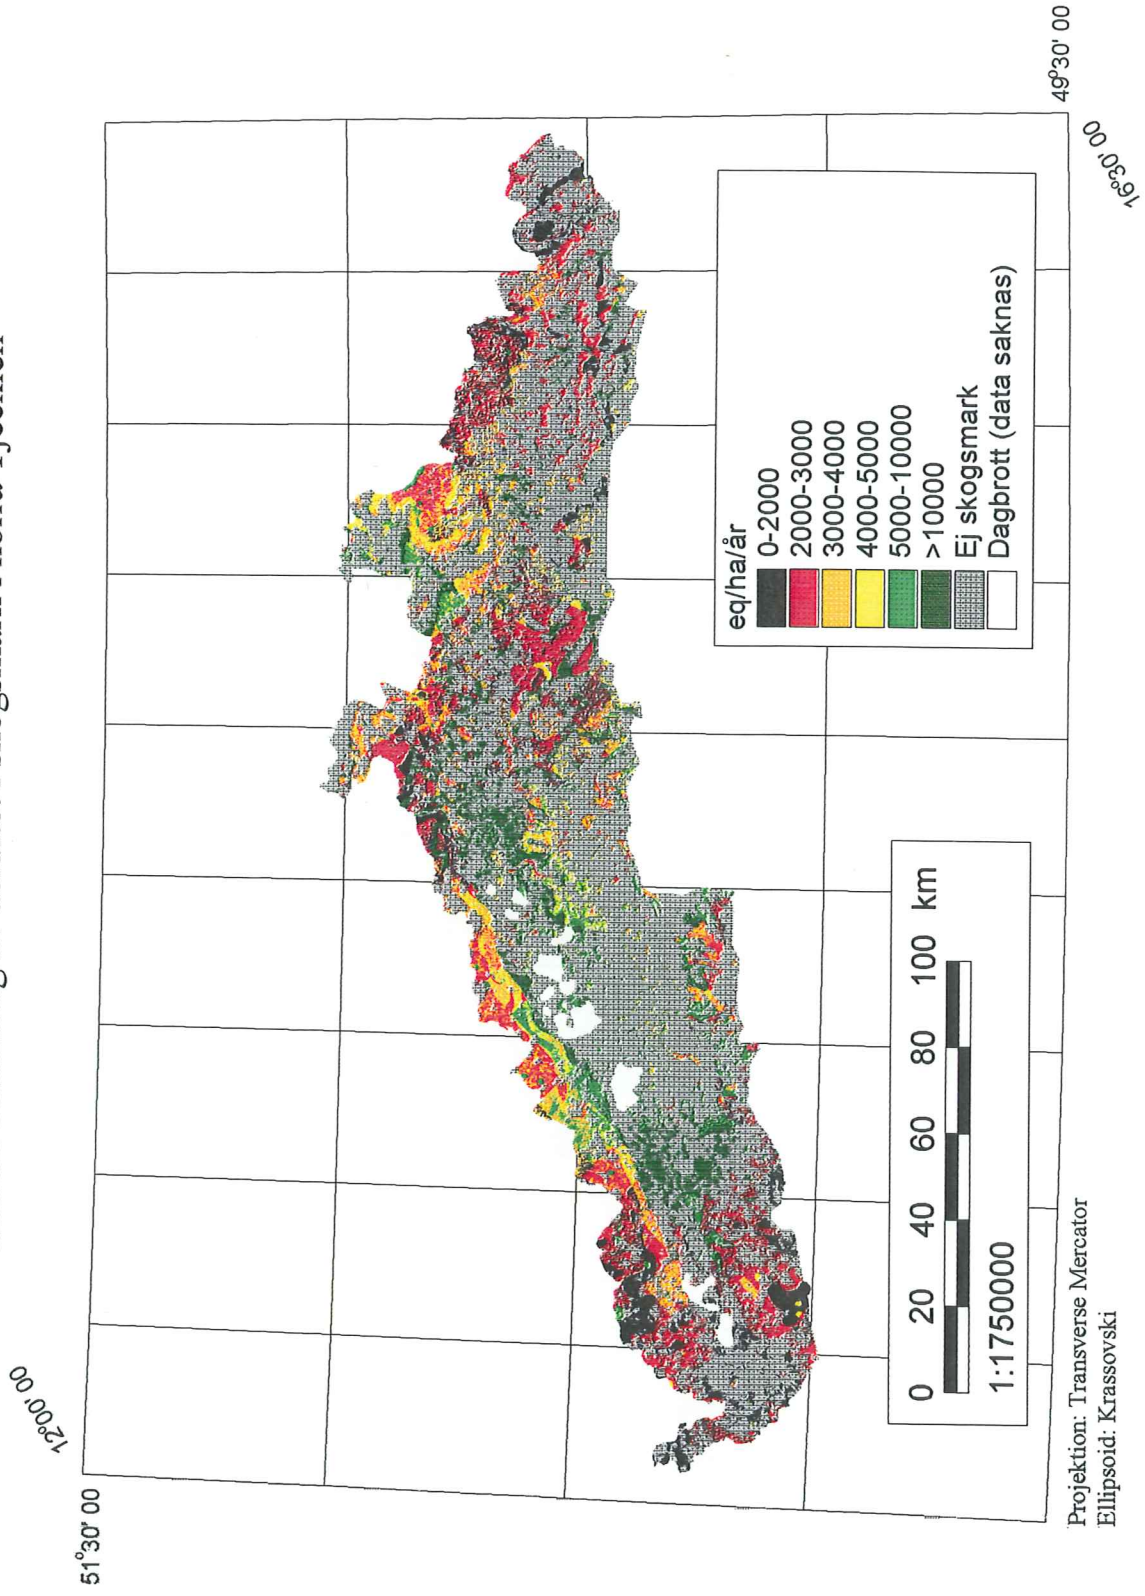 51°30' 00
12°00' 00
49°30' 00
16°30' 00
eq/ha/år
0-2000
2000-3000
3000-4000
4000-5000
5000-10000
>10000
Ej skogsmark
Dagbrott (data saknas)
0 20 40 60 80 100 km
1:1750000
Projektion: Transverse Mercator
Ellipsoid: Krassovski